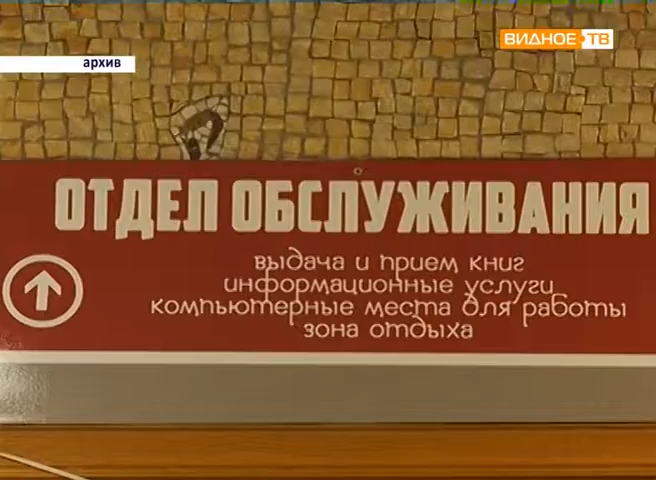 ВИДНОЕ ТВ
архив
ОТДЕЛ ОБСЛУЖИВАНИЯ
выдача и прием книг
информационные услуги
компьютерные места для работы
зона отдыха